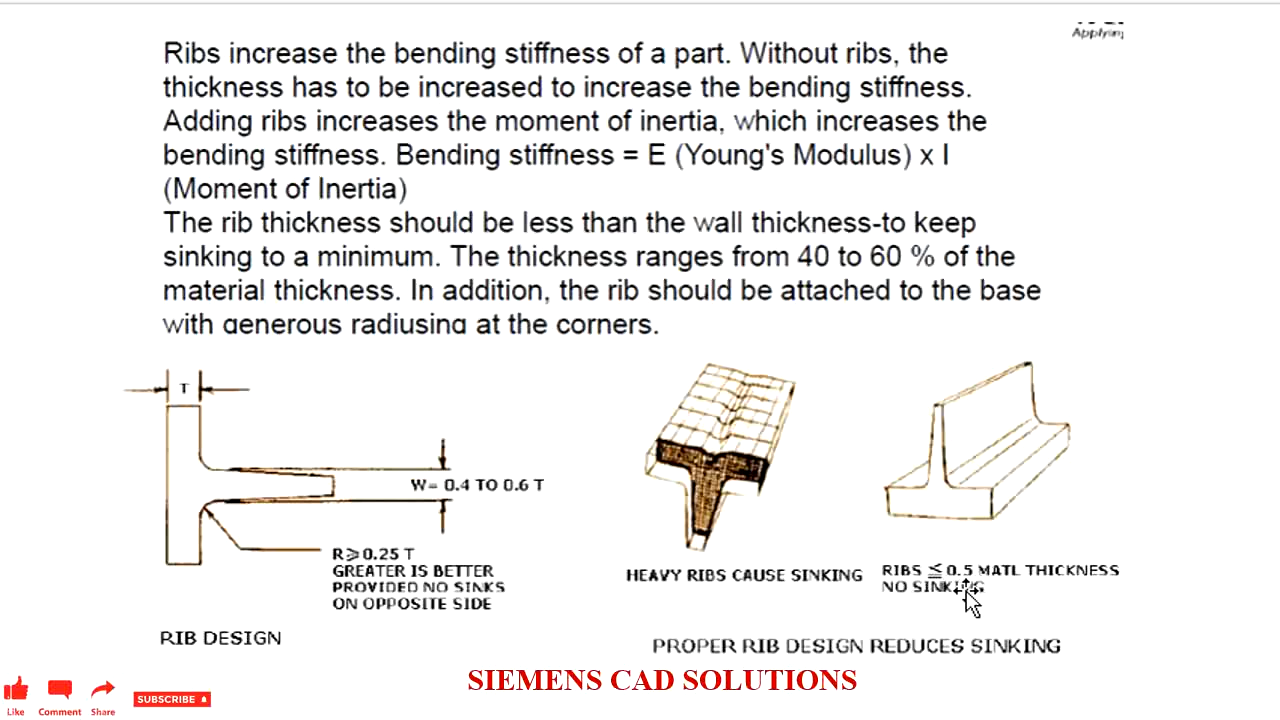 Applying
Ribs increase the bending stiffness of a part. Without ribs, the
thickness has to be increased to increase the bending stiffness.
Adding ribs increases the moment of inertia, which increases the
bending stiffness. Bending stiffness = E (Young's Modulus) x I
(Moment of Inertia)
The rib thickness should be less than the wall thickness-to keep
sinking to a minimum. The thickness ranges from 40 to 60 % of the
material thickness. In addition, the rib should be attached to the base
with generous radiusing at the corners.
T
W= 0.4 TO 0.6 T
R⩾0.25 T
GREATER IS BETTER
PROVIDED NO SINKS
ON OPPOSITE SIDE
RIB DESIGN
HEAVY RIBS CAUSE SINKING
RIBS ≦ 0.5 MATL THICKNESS
NO SINKING
PROPER RIB DESIGN REDUCES SINKING
SIEMENS CAD SOLUTIONS
Like Comment Share
SUBSCRIBE